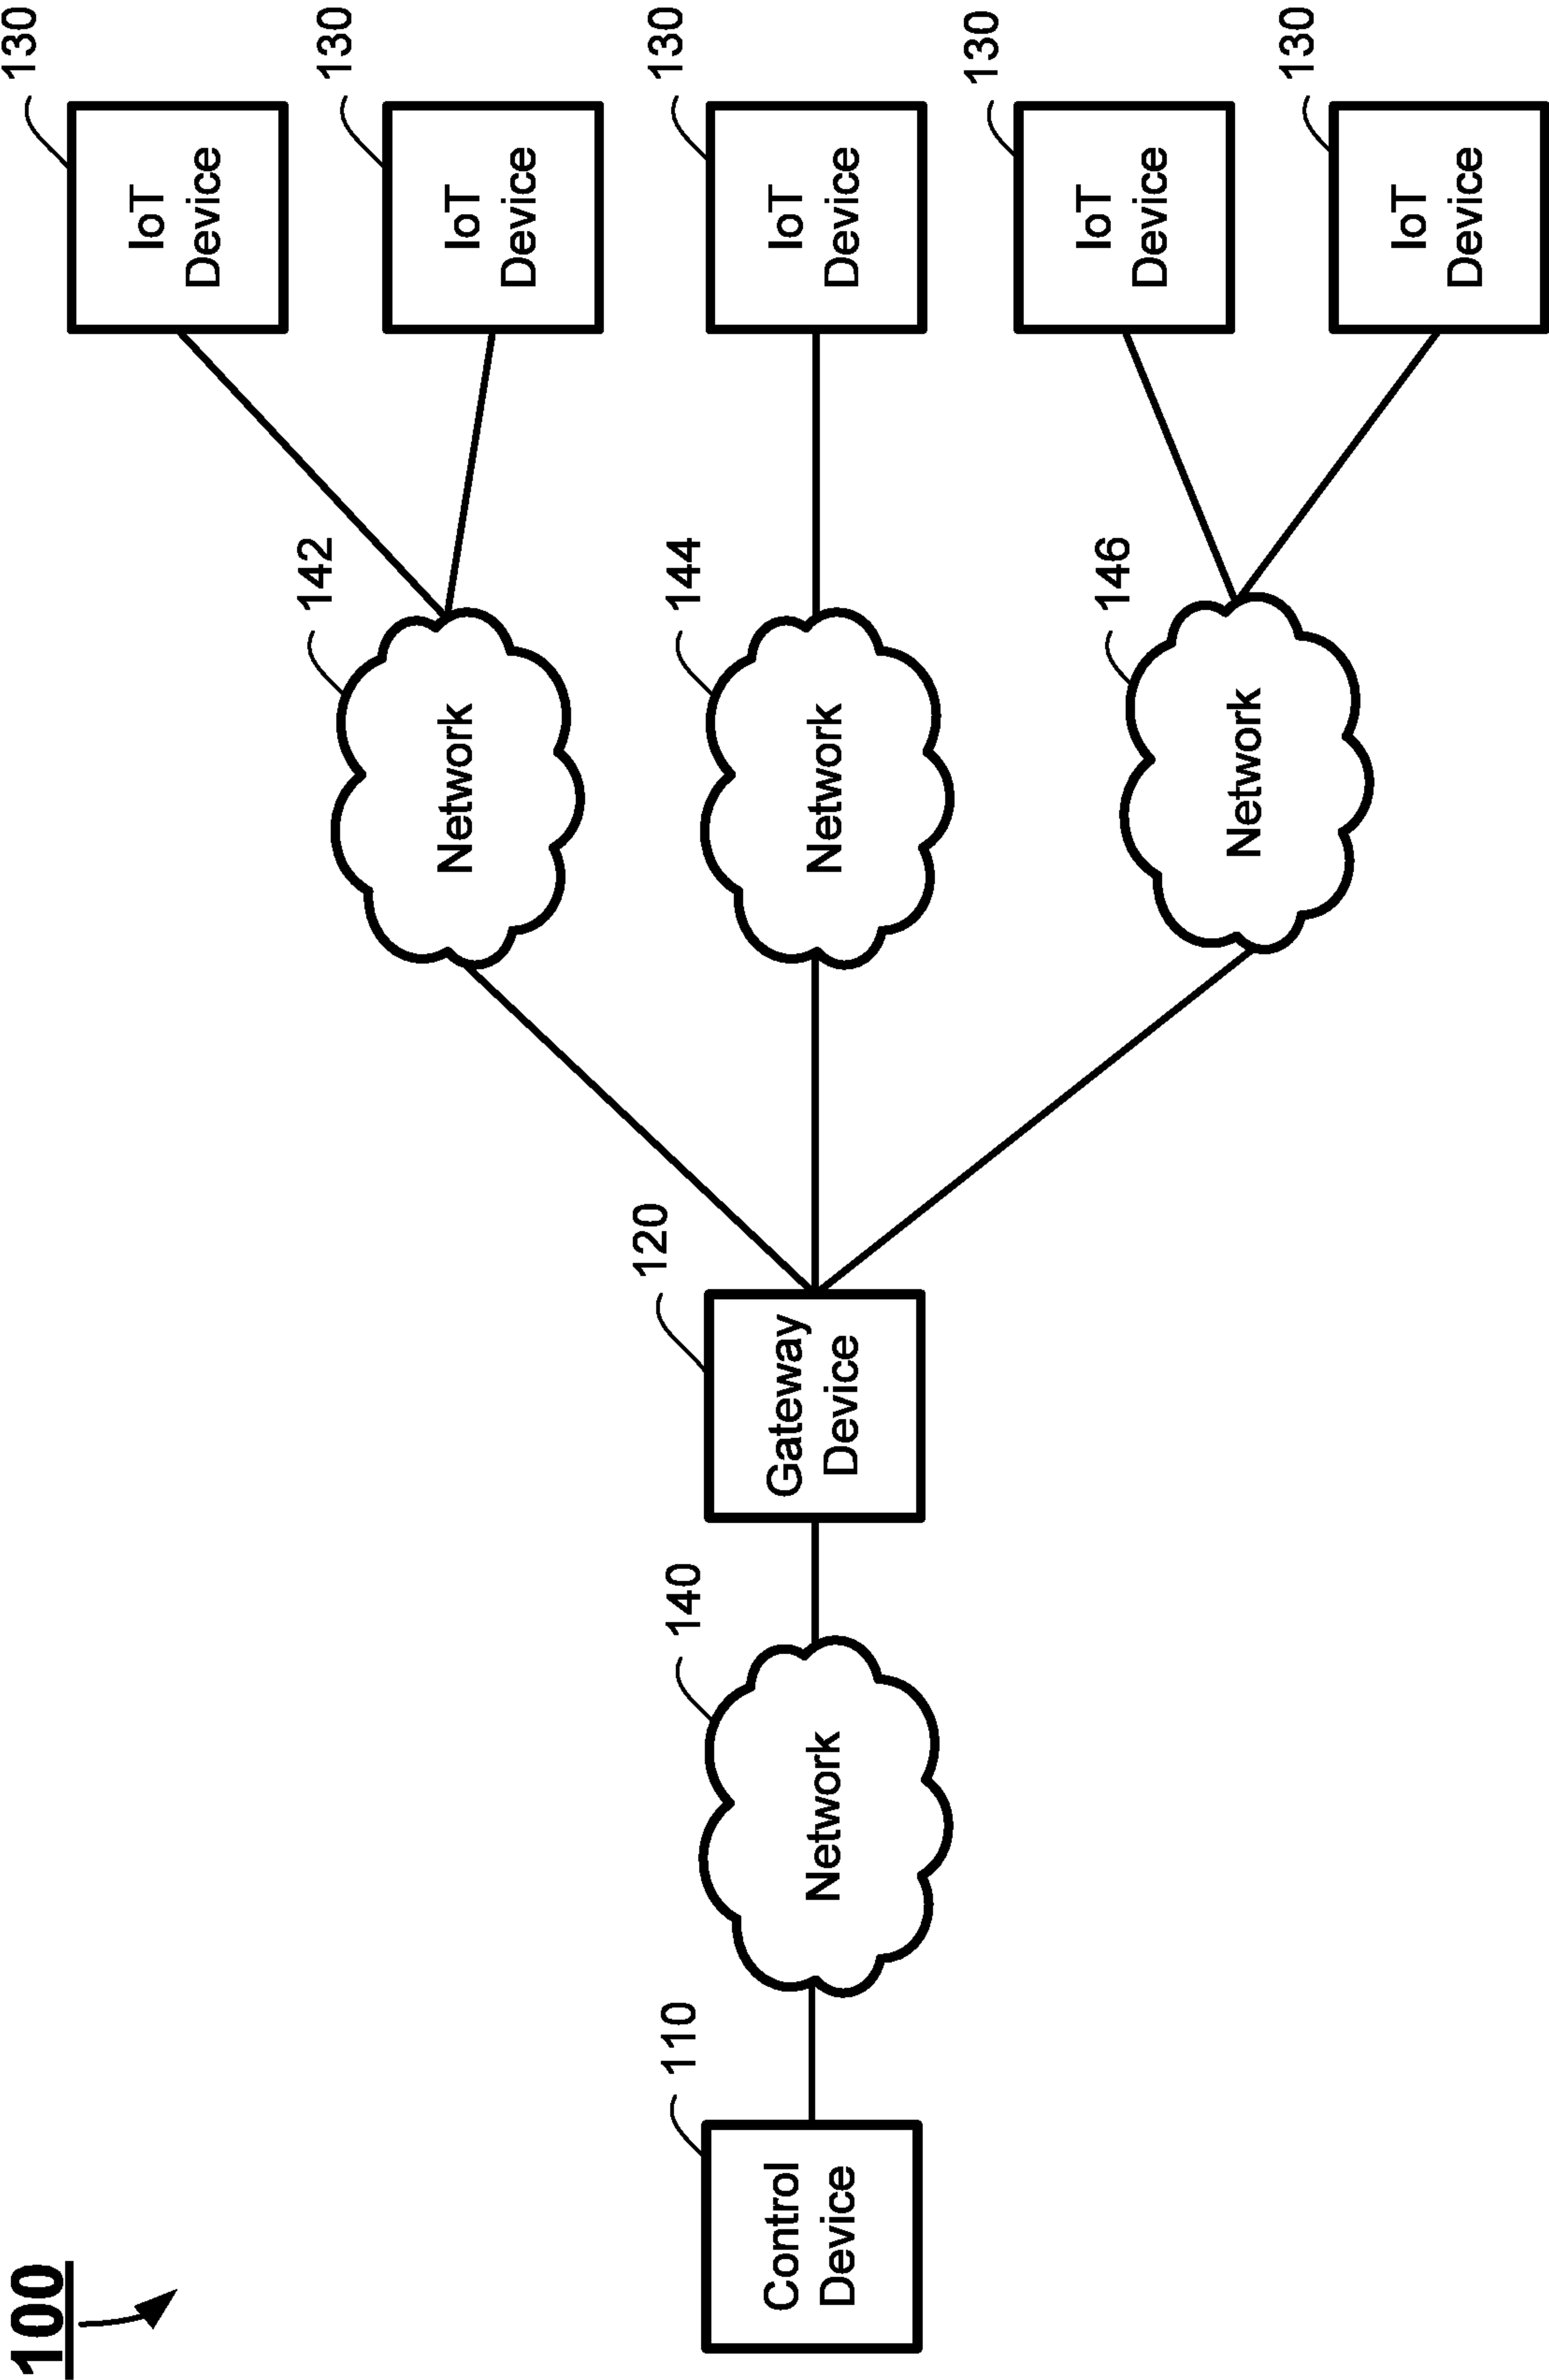 100
130
IoT
Device
130
IoT
Device
142
Network
130
IoT
Device
144
Network
120
Gateway
Device
140
Network
110
Control
Device
130
IoT
Device
146
Network
130
IoT
Device